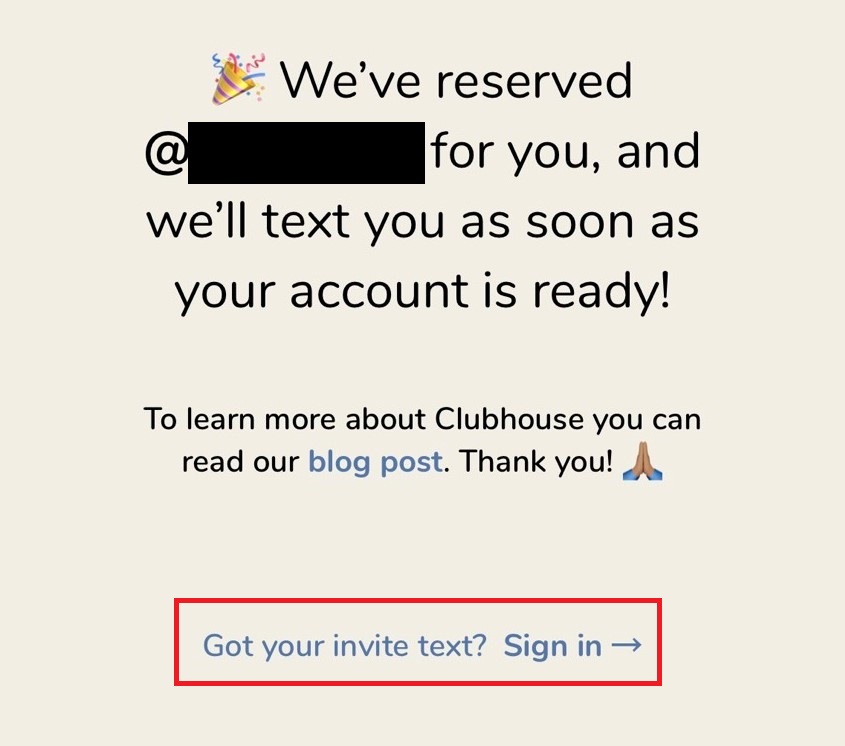 🎉 We’ve reserved
@ for you, and
we’ll text you as soon as
your account is ready!
To learn more about Clubhouse you can
read our blog post. Thank you! 🙏🏽
Got your invite text? Sign in →